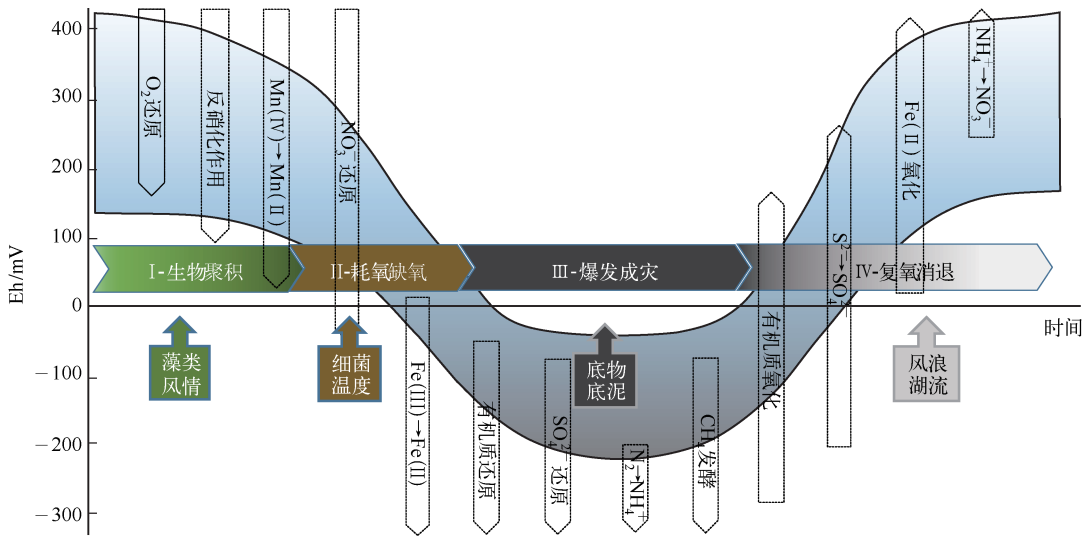 Eh/mV
400
300
200
100
0
−100
−200
−300
O₂还原
反硝化作用
Mn(IV)→Mn(II)
NO₃⁻还原
Fe(III)→Fe(II)
有机质还原
SO₄²⁻还原
N₂→NH₄⁺
CH₄发酵
有机质氧化
S²⁻→SO₄²⁻
Fe(II)氧化
NH₄⁺→NO₃⁻
I-生物聚积
II-耗氧缺氧
III-爆发成灾
IV-复氧消退
时间
藻类
风情
细菌
温度
底物
底泥
风浪
湖流